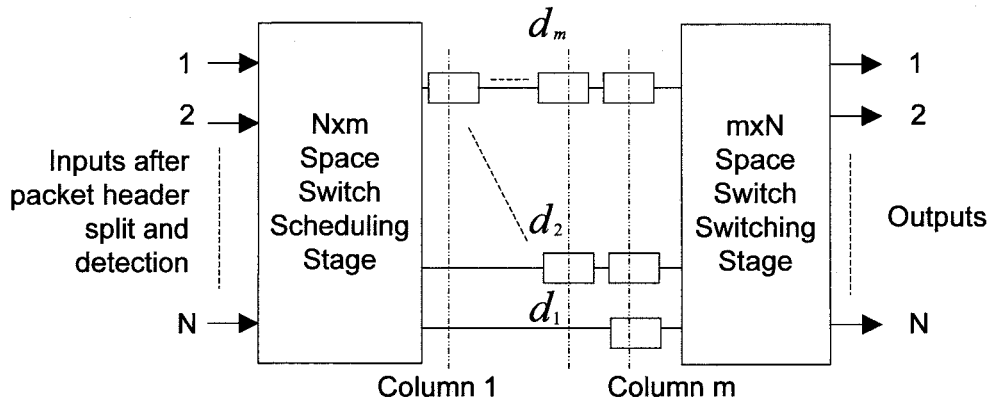 d_m
1
2
Inputs after
packet header
split and
detection
N
Nxm
Space
Switch
Scheduling
Stage
d_2
d_1
mxN
Space
Switch
Switching
Stage
1
2
Outputs
N
Column 1
Column m